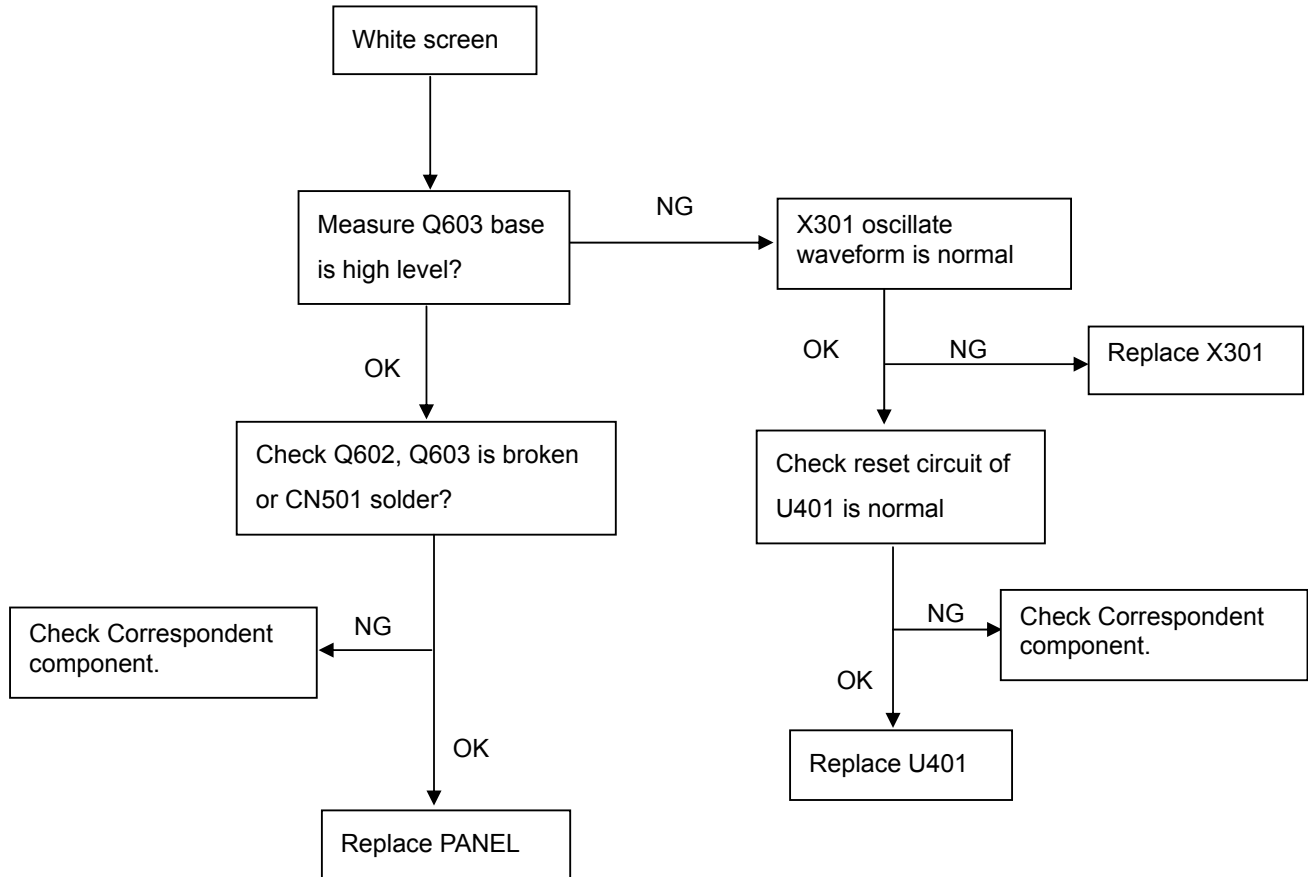 White screen
Measure Q603 base
is high level?
NG
X301 oscillate
waveform is normal
OK
NG
Replace X301
OK
Check Q602, Q603 is broken
or CN501 solder?
Check reset circuit of
U401 is normal
NG
Check Correspondent
component.
NG
Check Correspondent
component.
OK
OK
Replace U401
Replace PANEL